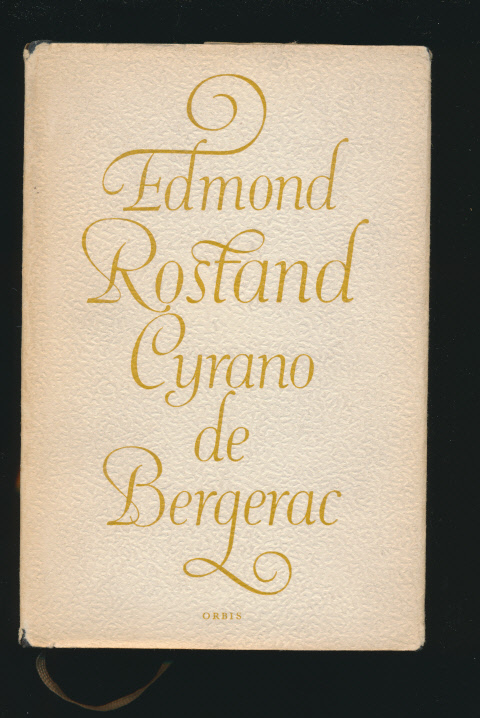 Edmond
Rostand
Cyrano
de
Bergerac
ORBIS